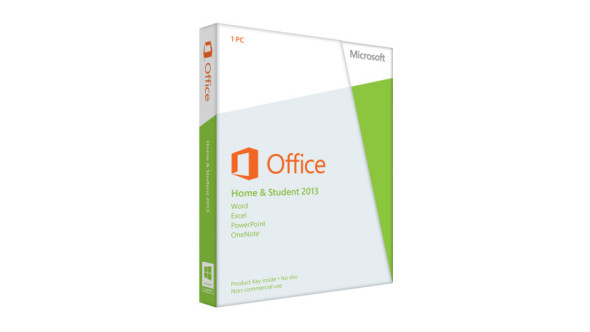 1 PC
Microsoft
Office
Office
Home & Student 2013
Word
Excel
PowerPoint
OneNote
Home & Student 2013
Product Key inside • No disc
Non-commercial use